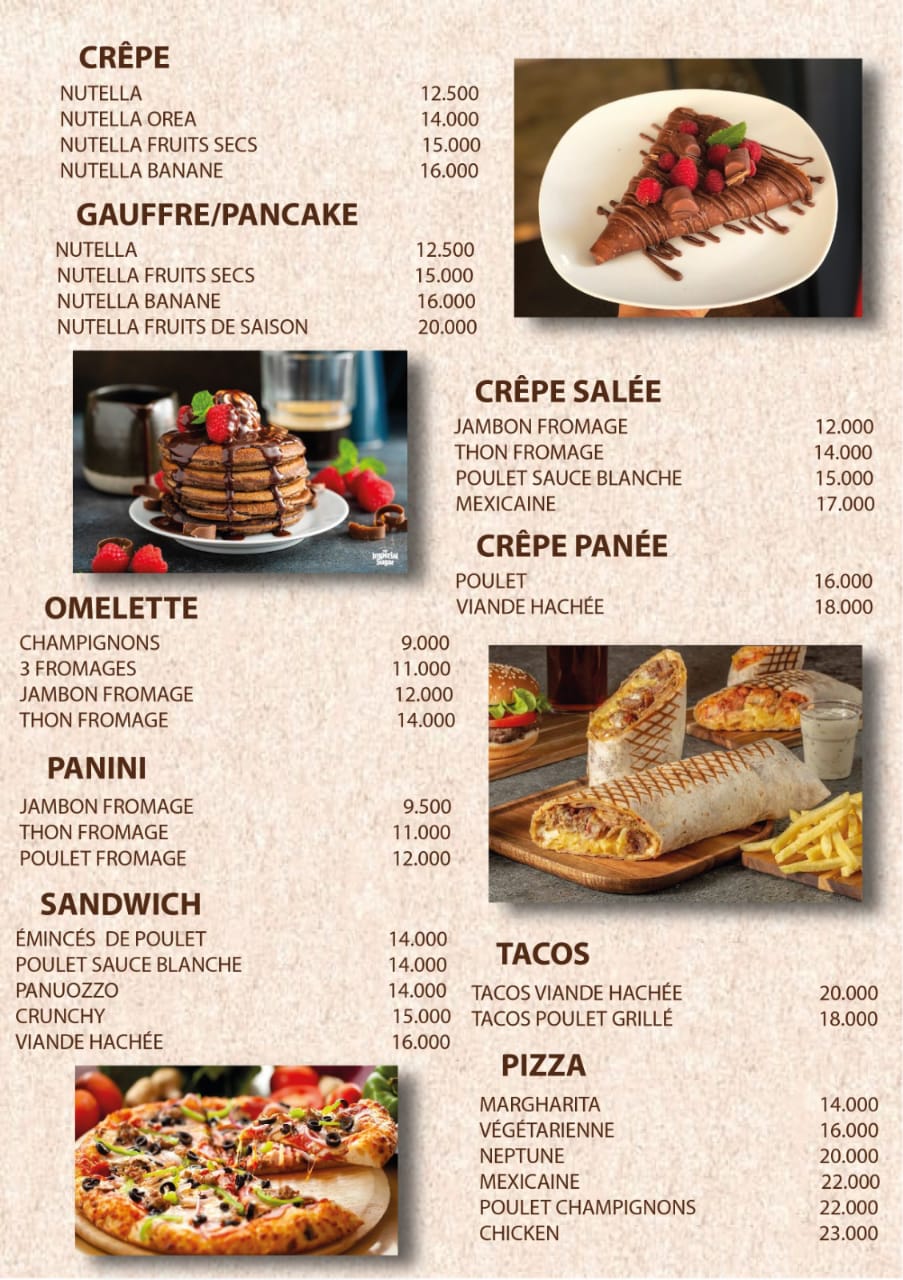 CRÊPE
NUTELLA 12.500
NUTELLA OREA 14.000
NUTELLA FRUITS SECS 15.000
NUTELLA BANANE 16.000
GAUFFRE/PANCAKE
NUTELLA 12.500
NUTELLA FRUITS SECS 15.000
NUTELLA BANANE 16.000
NUTELLA FRUITS DE SAISON 20.000
Imperial
Sugar
OMELETTE
CHAMPIGNONS 9.000
3 FROMAGES 11.000
JAMBON FROMAGE 12.000
THON FROMAGE 14.000
PANINI
JAMBON FROMAGE 9.500
THON FROMAGE 11.000
POULET FROMAGE 12.000
SANDWICH
ÉMINCÉS DE POULET 14.000
POULET SAUCE BLANCHE 14.000
PANUOZZO 14.000
CRUNCHY 15.000
VIANDE HACHÉE 16.000
CRÊPE SALÉE
JAMBON FROMAGE 12.000
THON FROMAGE 14.000
POULET SAUCE BLANCHE 15.000
MEXICAINE 17.000
CRÊPE PANÉE
POULET 16.000
VIANDE HACHÉE 18.000
TACOS
TACOS VIANDE HACHÉE 20.000
TACOS POULET GRILLÉ 18.000
PIZZA
MARGHARITA 14.000
VÉGÉTARIENNE 16.000
NEPTUNE 20.000
MEXICAINE 22.000
POULET CHAMPIGNONS 22.000
CHICKEN 23.000